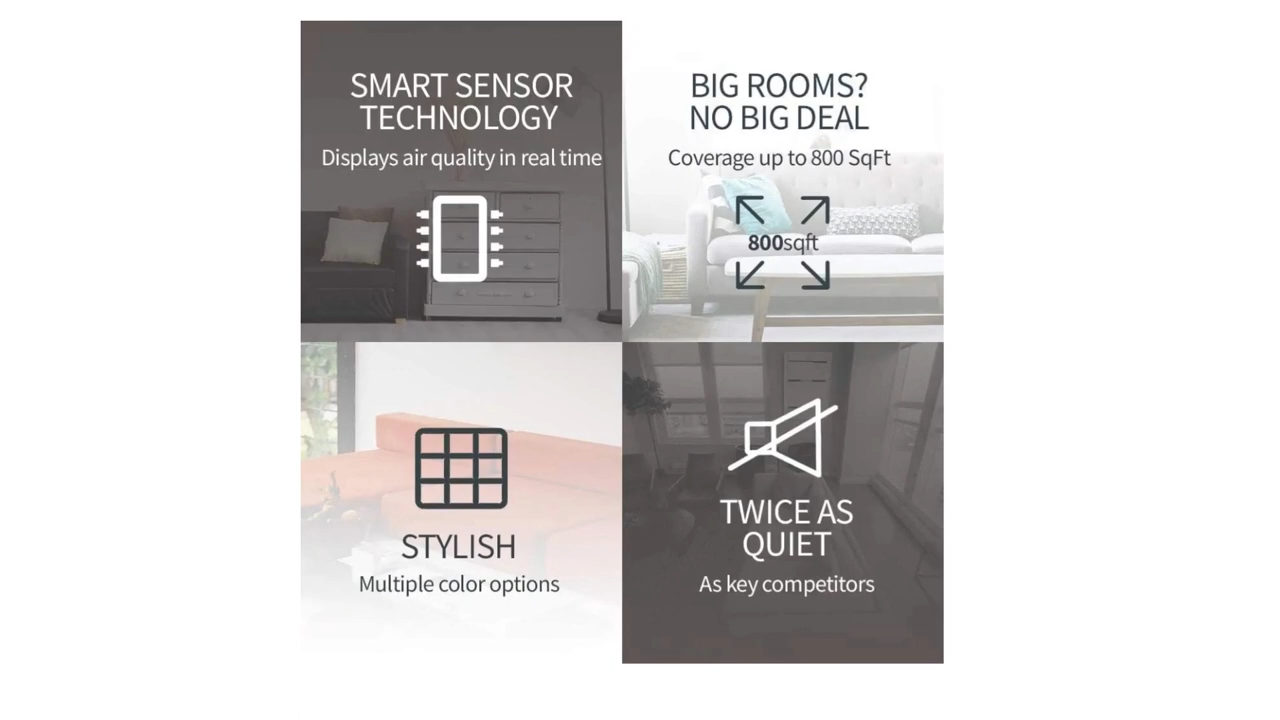 SMART SENSOR
TECHNOLOGY
Displays air quality in real time
BIG ROOMS?
NO BIG DEAL
Coverage up to 800 SqFt
800sqft
STYLISH
Multiple color options
TWICE AS
QUIET
As key competitors